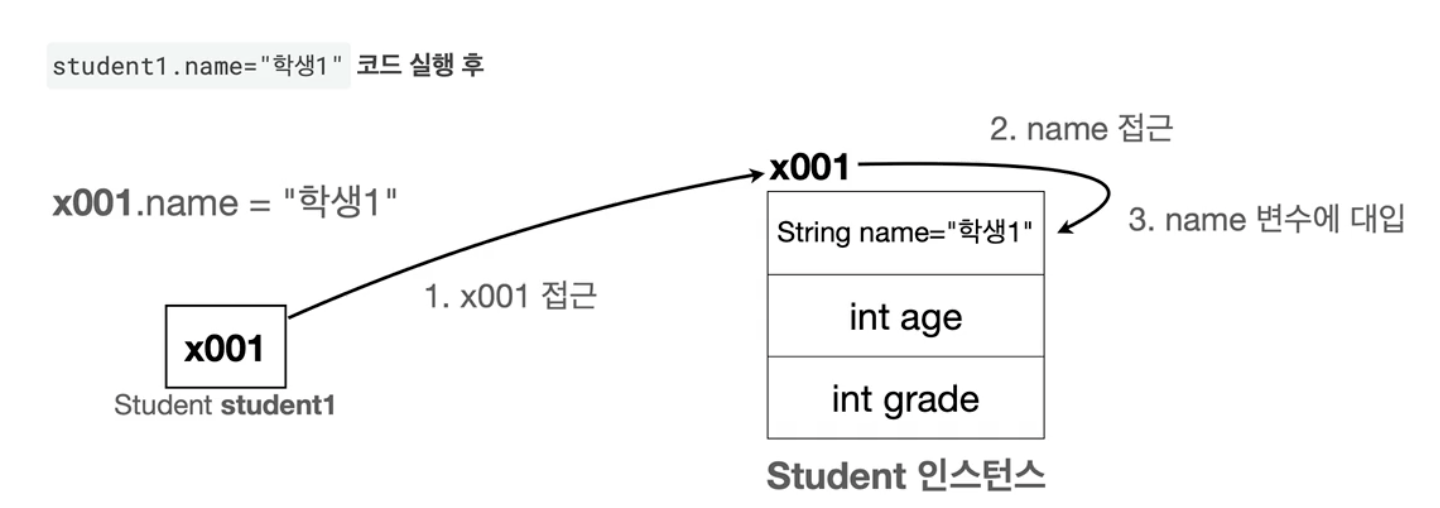 student1.name="학생1" 코드 실행 후
2. name 접근
x001
x001.name = "학생1"
String name="학생1"
3. name 변수에 대입
1. x001 접근
int age
x001
Student student1
int grade
Student 인스턴스